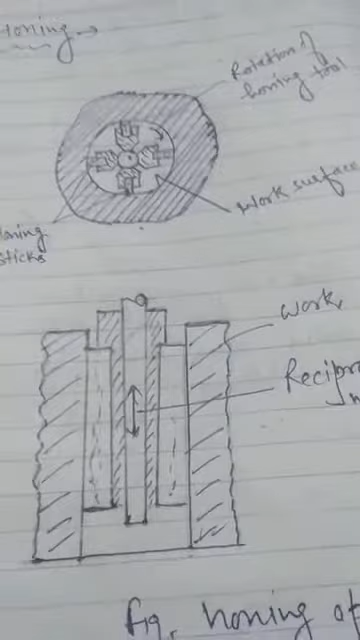 Honing →
Rotation of
honing tool
Work surface
Honing
Sticks
Work
Recipro
Fig. honing of